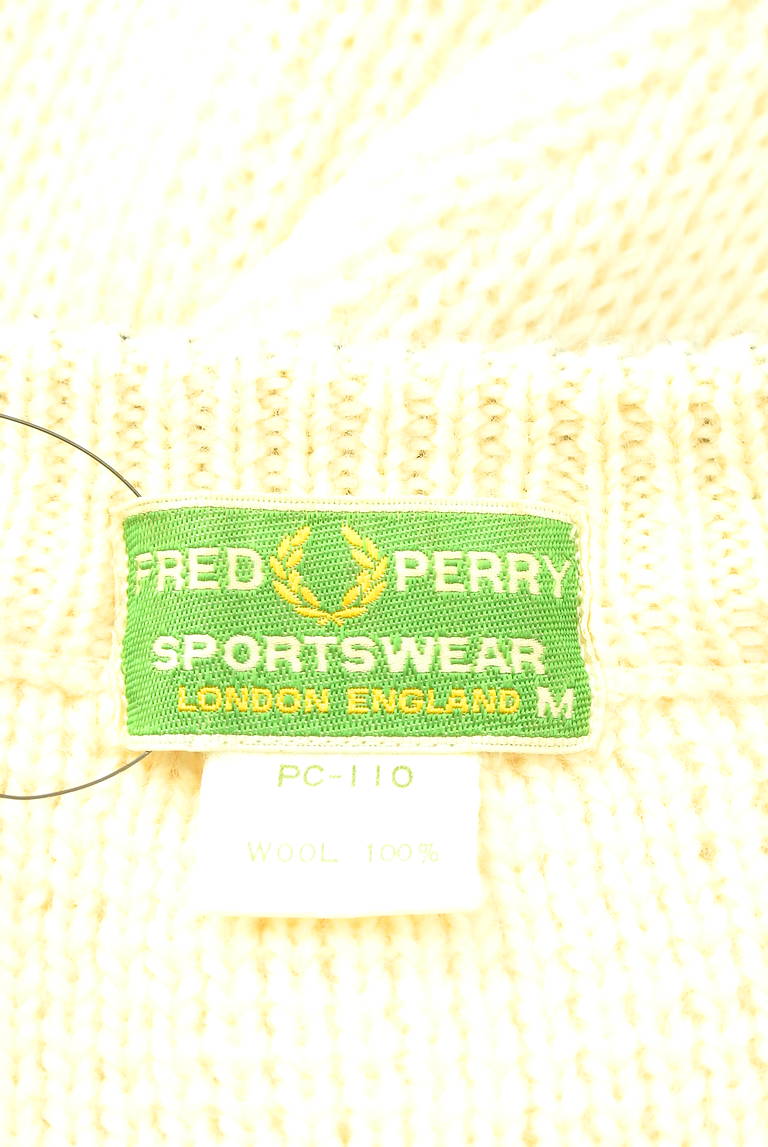 FRED PERRY
SPORTSWEAR
LONDON ENGLAND M
PC-110
WOOL 100%